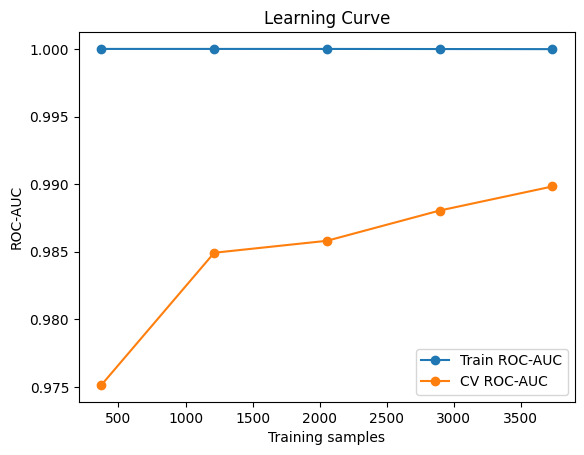 Learning Curve
1.000
0.995
0.990
0.985
0.980
0.975
ROC-AUC
Train ROC-AUC
CV ROC-AUC
500 1000 1500 2000 2500 3000 3500
Training samples